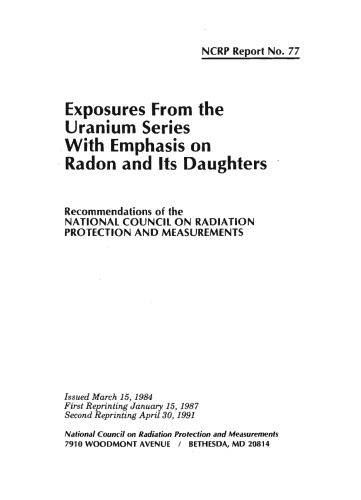 NCRP Report No. 77
Exposures From the
Uranium Series
With Emphasis on
Radon and Its Daughters
Recommendations of the
NATIONAL COUNCIL ON RADIATION
PROTECTION AND MEASUREMENTS
Issued March 15, 1984
First Reprinting January 15, 1987
Second Reprinting April 30, 1991
National Council on Radiation Protection and Measurements
7910 WOODMONT AVENUE / BETHESDA, MD 20814